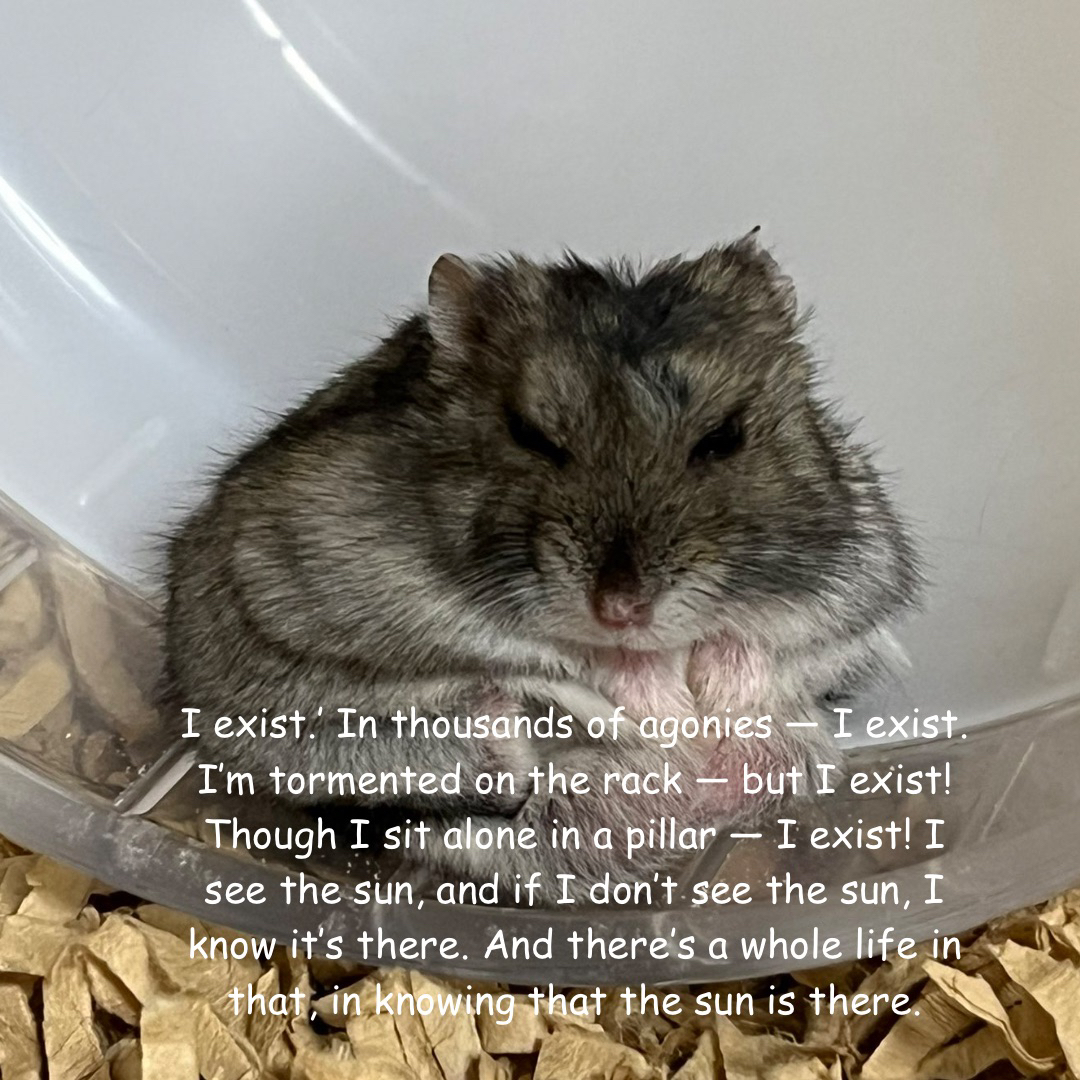 I exist.’ In thousands of agonies — I exist.
I’m tormented on the rack — but I exist!
Though I sit alone in a pillar — I exist! I
see the sun, and if I don’t see the sun, I
know it’s there. And there’s a whole life in
that, in knowing that the sun is there.